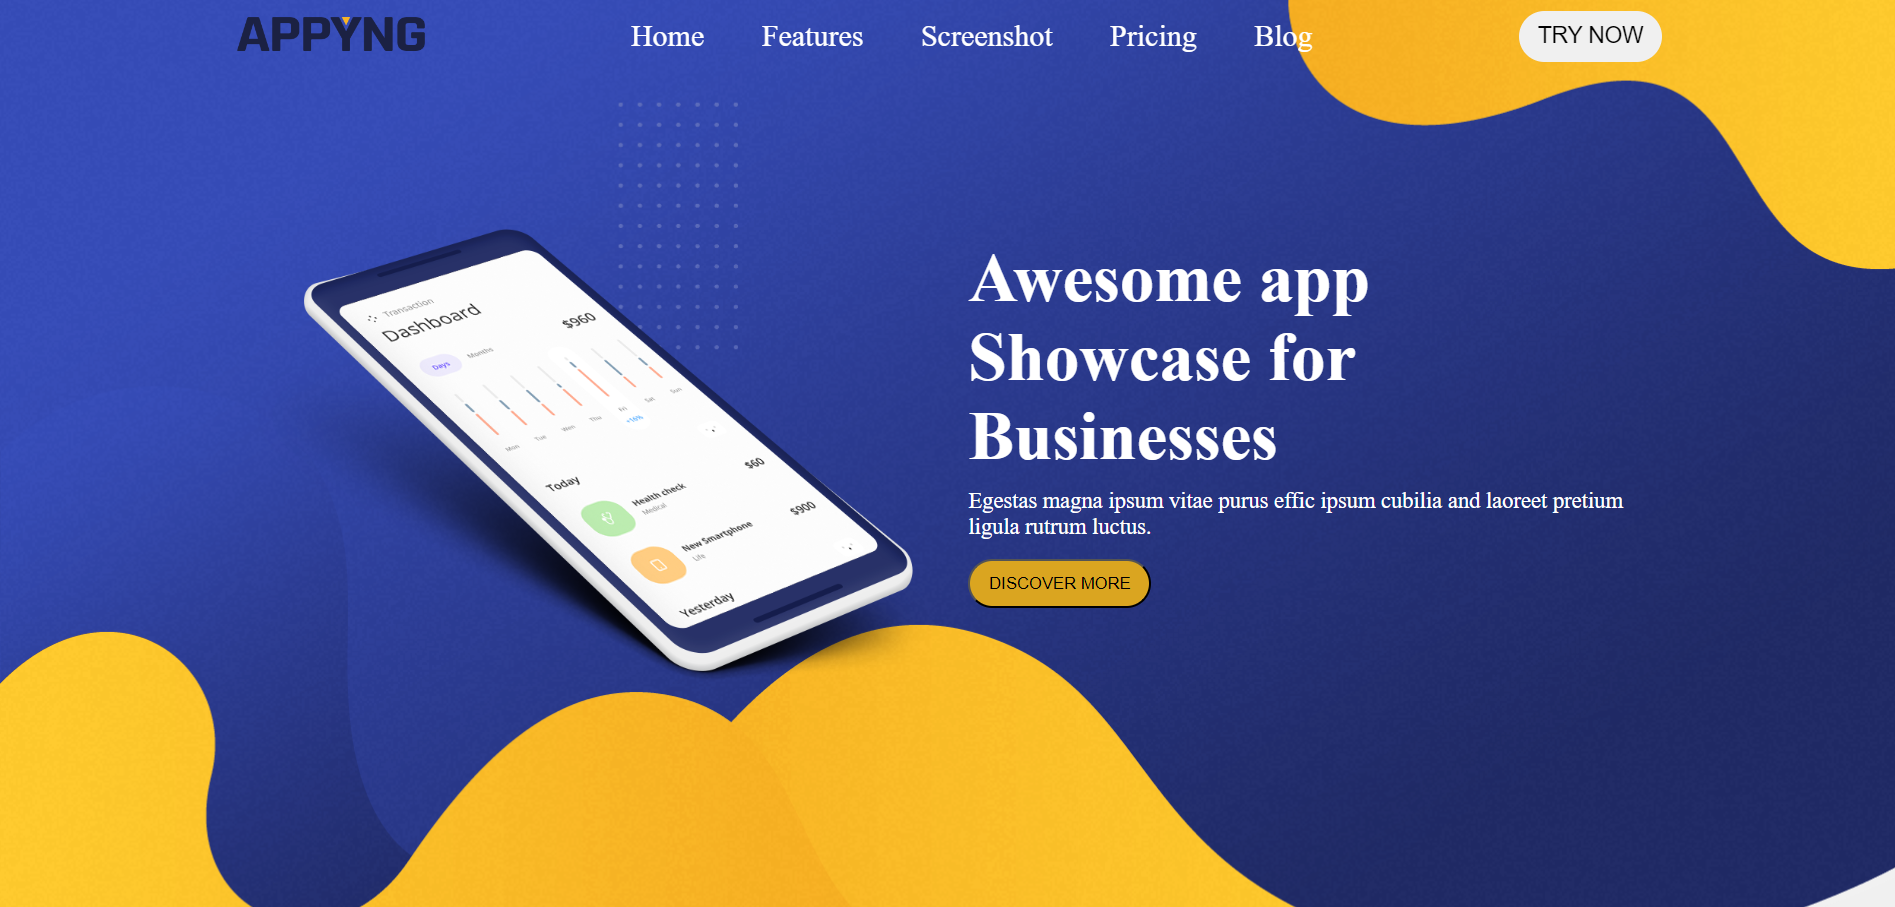 APPYNG
Home Features Screenshot Pricing Blog
TRY NOW
Transaction
Dashboard
$960
Days Months
Mon Tue Wen Thu Fri Sat Sun
+16%
Today
Health check $60
Medical
New Smartphone $900
Life
Yesterday
Awesome app
Showcase for
Businesses
Egestas magna ipsum vitae purus effic ipsum cubilia and laoreet pretium
ligula rutrum luctus.
DISCOVER MORE